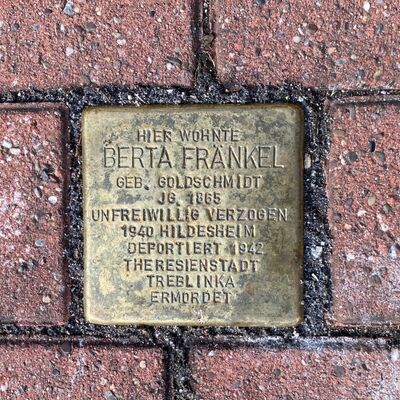 HIER WOHNTE
BERTA FRÄNKEL
GEB. GOLDSCHMIDT
JG. 1865
UNFREIWILLIG VERZOGEN
1940 HILDESHEIM
DEPORTIERT 1942
THERESIENSTADT
TREBLINKA
ERMORDET